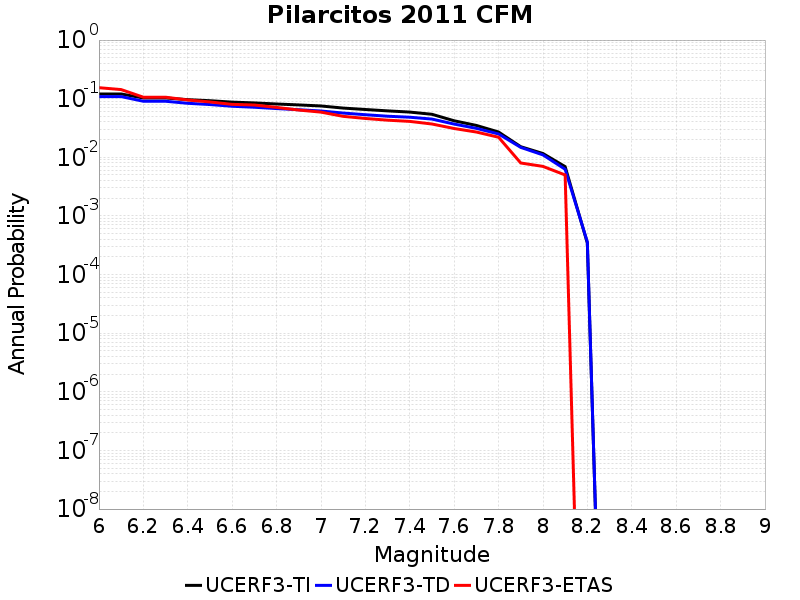 Pilarcitos 2011 CFM
Annual Probability
10^0
10^-1
10^-2
10^-3
10^-4
10^-5
10^-6
10^-7
10^-8
6 6.2 6.4 6.6 6.8 7 7.2 7.4 7.6 7.8 8 8.2 8.4 8.6 8.8 9
Magnitude
UCERF3-TI UCERF3-TD UCERF3-ETAS